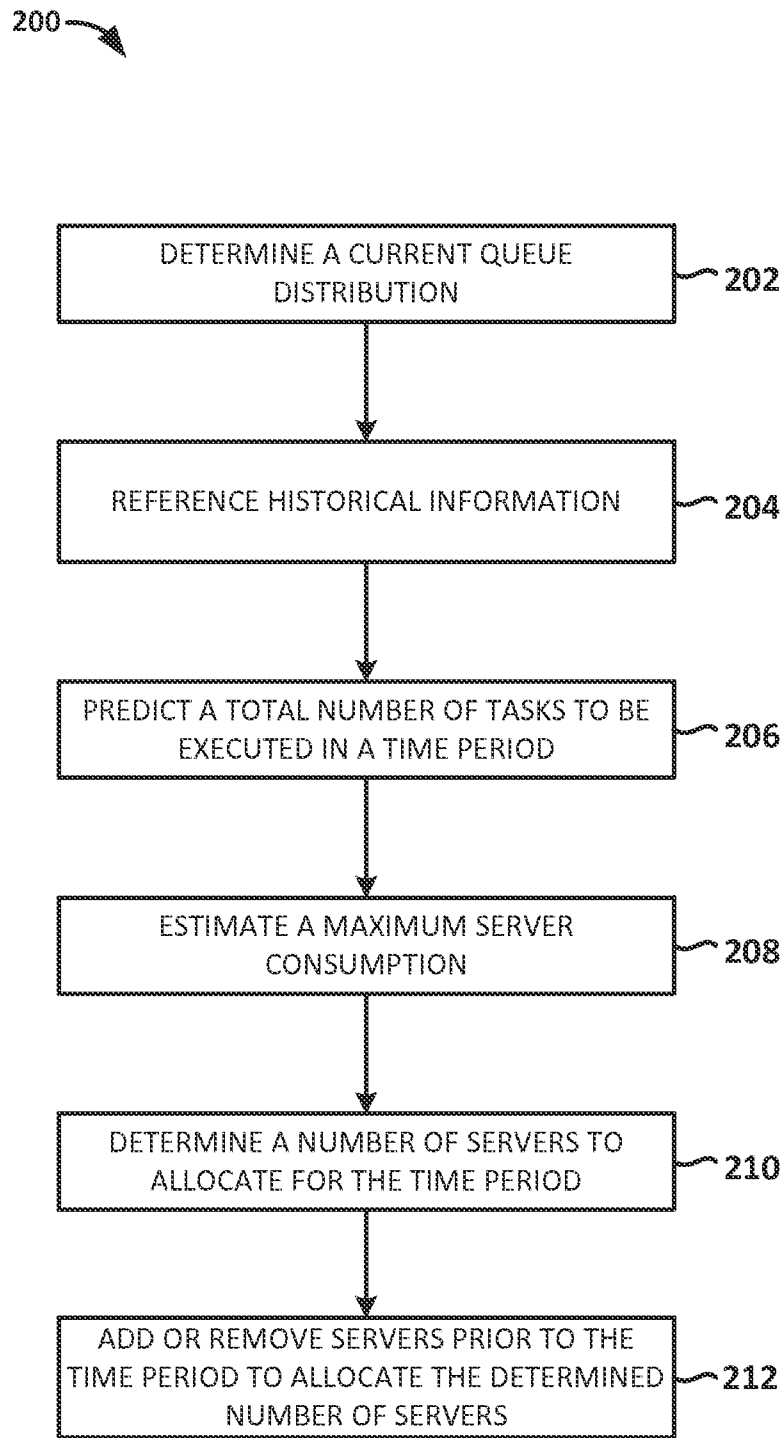 200
DETERMINE A CURRENT QUEUE
DISTRIBUTION
202
REFERENCE HISTORICAL INFORMATION
204
PREDICT A TOTAL NUMBER OF TASKS TO BE
EXECUTED IN A TIME PERIOD
206
ESTIMATE A MAXIMUM SERVER
CONSUMPTION
208
DETERMINE A NUMBER OF SERVERS TO
ALLOCATE FOR THE TIME PERIOD
210
ADD OR REMOVE SERVERS PRIOR TO THE
TIME PERIOD TO ALLOCATE THE DETERMINED
NUMBER OF SERVERS
212